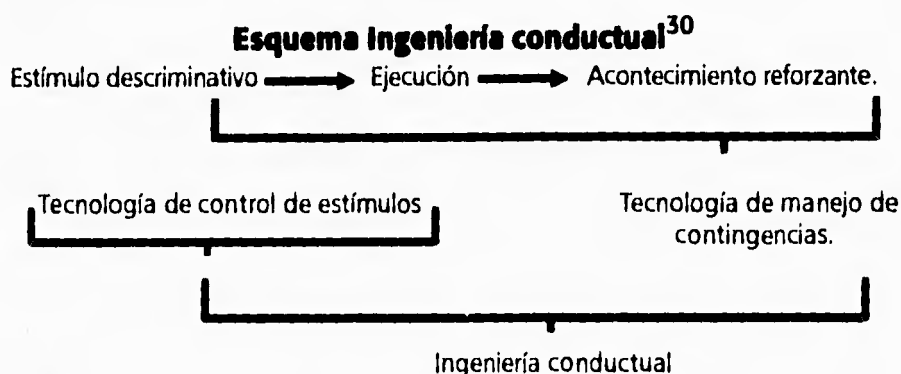 Esquema Ingeniería conductual30
Estímulo descriminativo Ejecución Acontecimiento reforzante.
Tecnología de control de estímulos Tecnología de manejo de
contingencias.
Ingeniería conductual